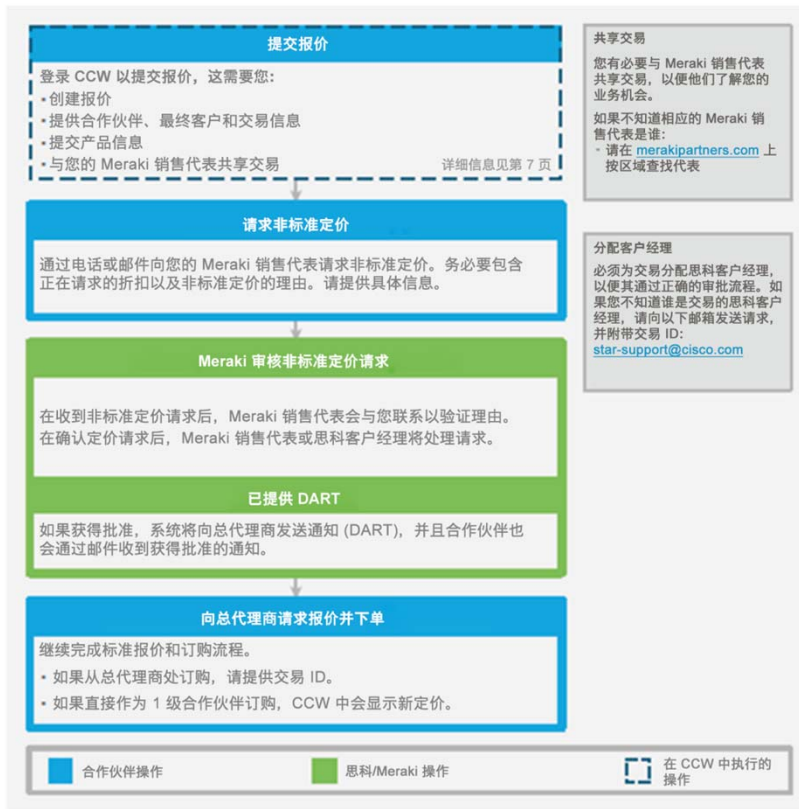 提交报价
登录 CCW 以提交报价，这需要您：
▪ 创建报价
▪ 提供合作伙伴、最终客户和交易信息
▪ 提交产品信息
▪ 与您的 Meraki 销售代表共享交易
详细信息见第 7 页
请求非标准定价
通过电话或邮件向您的 Meraki 销售代表请求非标准定价。务必要包含
正在请求的折扣以及非标准定价的理由。请提供具体信息。
Meraki 审核非标准定价请求
在收到非标准定价请求后，Meraki 销售代表会与您联系以验证理由。
在确认定价请求后，Meraki 销售代表或思科客户经理将处理请求。
已提供 DART
如果获得批准，系统将向总代理商发送通知 (DART)，并且合作伙伴也
会通过邮件收到获得批准的通知。
向总代理商请求报价并下单
继续完成标准报价和订购流程。
▪ 如果从总代理商处订购，请提供交易 ID。
▪ 如果直接作为 1 级合作伙伴订购，CCW 中会显示新定价。
共享交易
您有必要与 Meraki 销售代表
共享交易，以便他们了解您的
业务机会。
如果不知道相应的 Meraki 销
售代表是谁：
▪ 请在 merakipartners.com 上
按区域查找代表
分配客户经理
必须为交易分配思科客户经理，
以便其通过正确的审批流程。如
果您不知道谁是交易的思科客户
经理，请向以下邮箱发送请求，
并附带交易 ID：
star-support@cisco.com
合作伙伴操作
思科/Meraki 操作
在 CCW 中执行的
操作